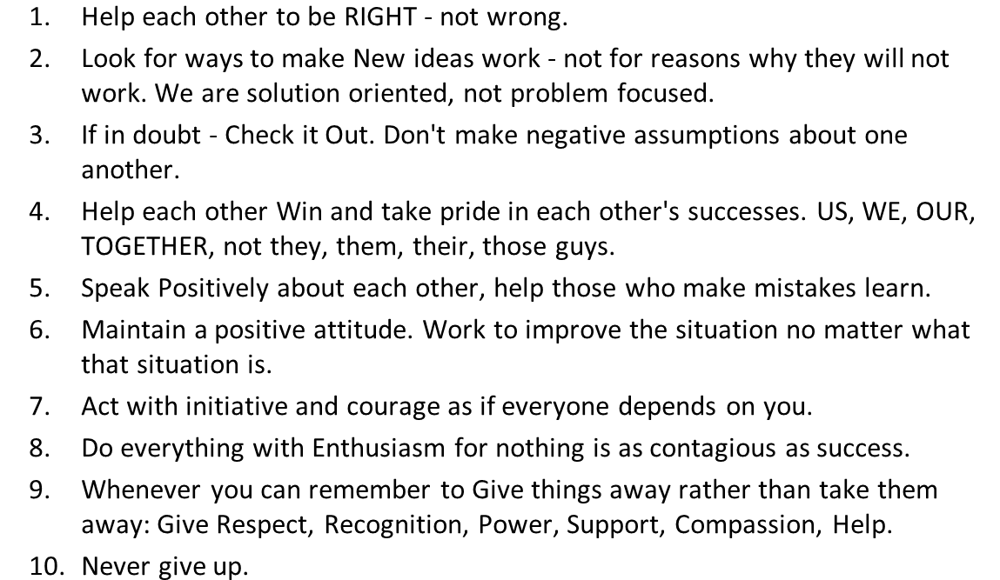 1. Help each other to be RIGHT - not wrong.
2. Look for ways to make New ideas work - not for reasons why they will not
work. We are solution oriented, not problem focused.
3. If in doubt - Check it Out. Don't make negative assumptions about one
another.
4. Help each other Win and take pride in each other's successes. US, WE, OUR,
TOGETHER, not they, them, their, those guys.
5. Speak Positively about each other, help those who make mistakes learn.
6. Maintain a positive attitude. Work to improve the situation no matter what
that situation is.
7. Act with initiative and courage as if everyone depends on you.
8. Do everything with Enthusiasm for nothing is as contagious as success.
9. Whenever you can remember to Give things away rather than take them
away: Give Respect, Recognition, Power, Support, Compassion, Help.
10. Never give up.